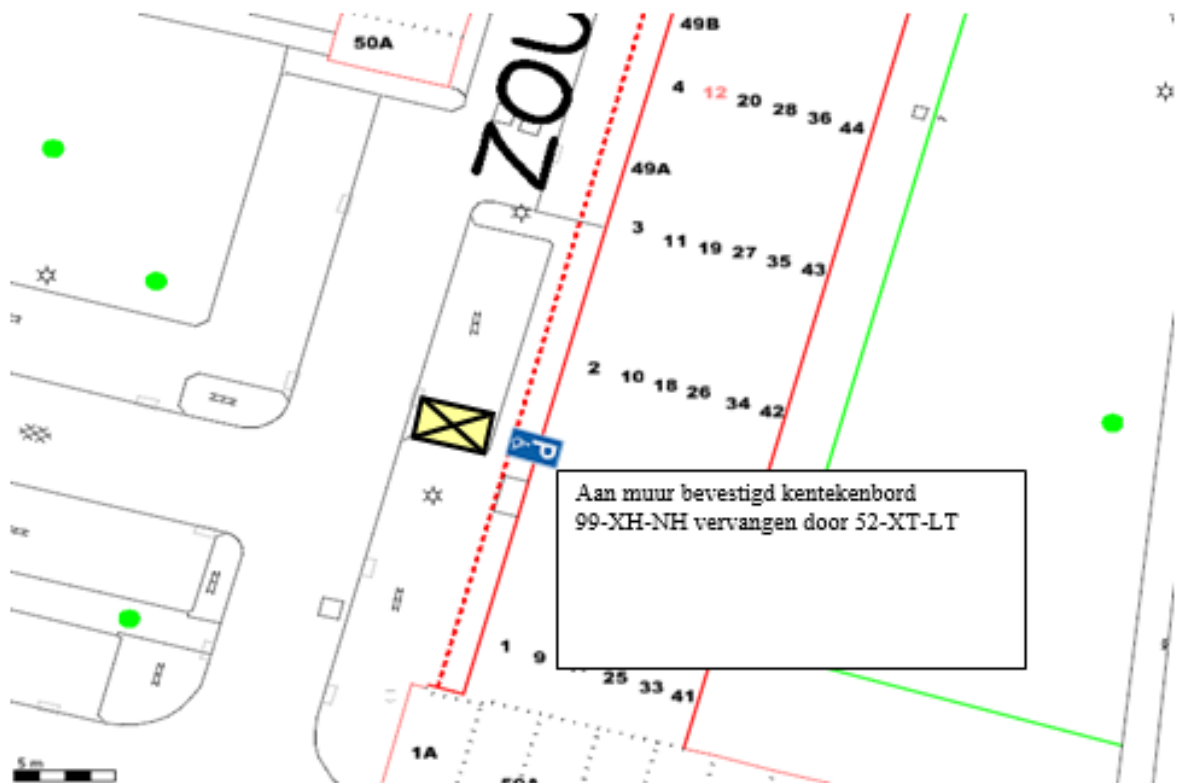 50A
ZOU
49B
4 12 20 28 36 44
49A
3 11 19 27 35 43
2 10 18 26 34 42
P
Aan muur bevestigd kentekenbord
99-XH-NH vervangen door 52-XT-LT
1 9 25 33 41
1A
50A
5 m